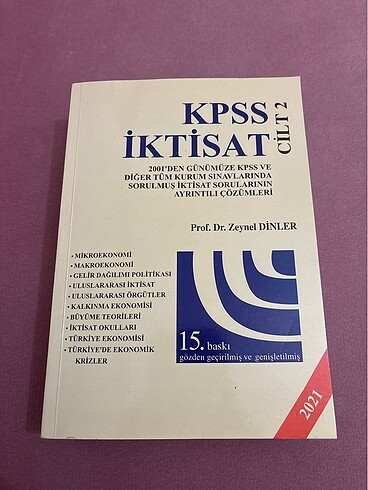 KPSS
İKTİSAT
CİLT 2
2001'DEN GÜNÜMÜZE KPSS VE
DİĞER TÜM KURUM SINAVLARINDA
SORULMUŞ İKTİSAT SORULARININ
AYRINTILI ÇÖZÜMLERİ
Prof. Dr. Zeynel DİNLER
• MİKROEKONOMİ
• MAKROEKONOMİ
• GELİR DAĞILIMI POLİTİKASI
• ULUSLARARASI İKTİSAT
• ULUSLARARASI ÖRGÜTLER
• KALKINMA EKONOMİSİ
• BÜYÜME TEORİLERİ
• İKTİSAT OKULLARI
• TÜRKİYE EKONOMİSİ
• TÜRKİYE'DE EKONOMİK
KRİZLER
15. baskı
gözden geçirilmiş ve genişletilmiş
2021